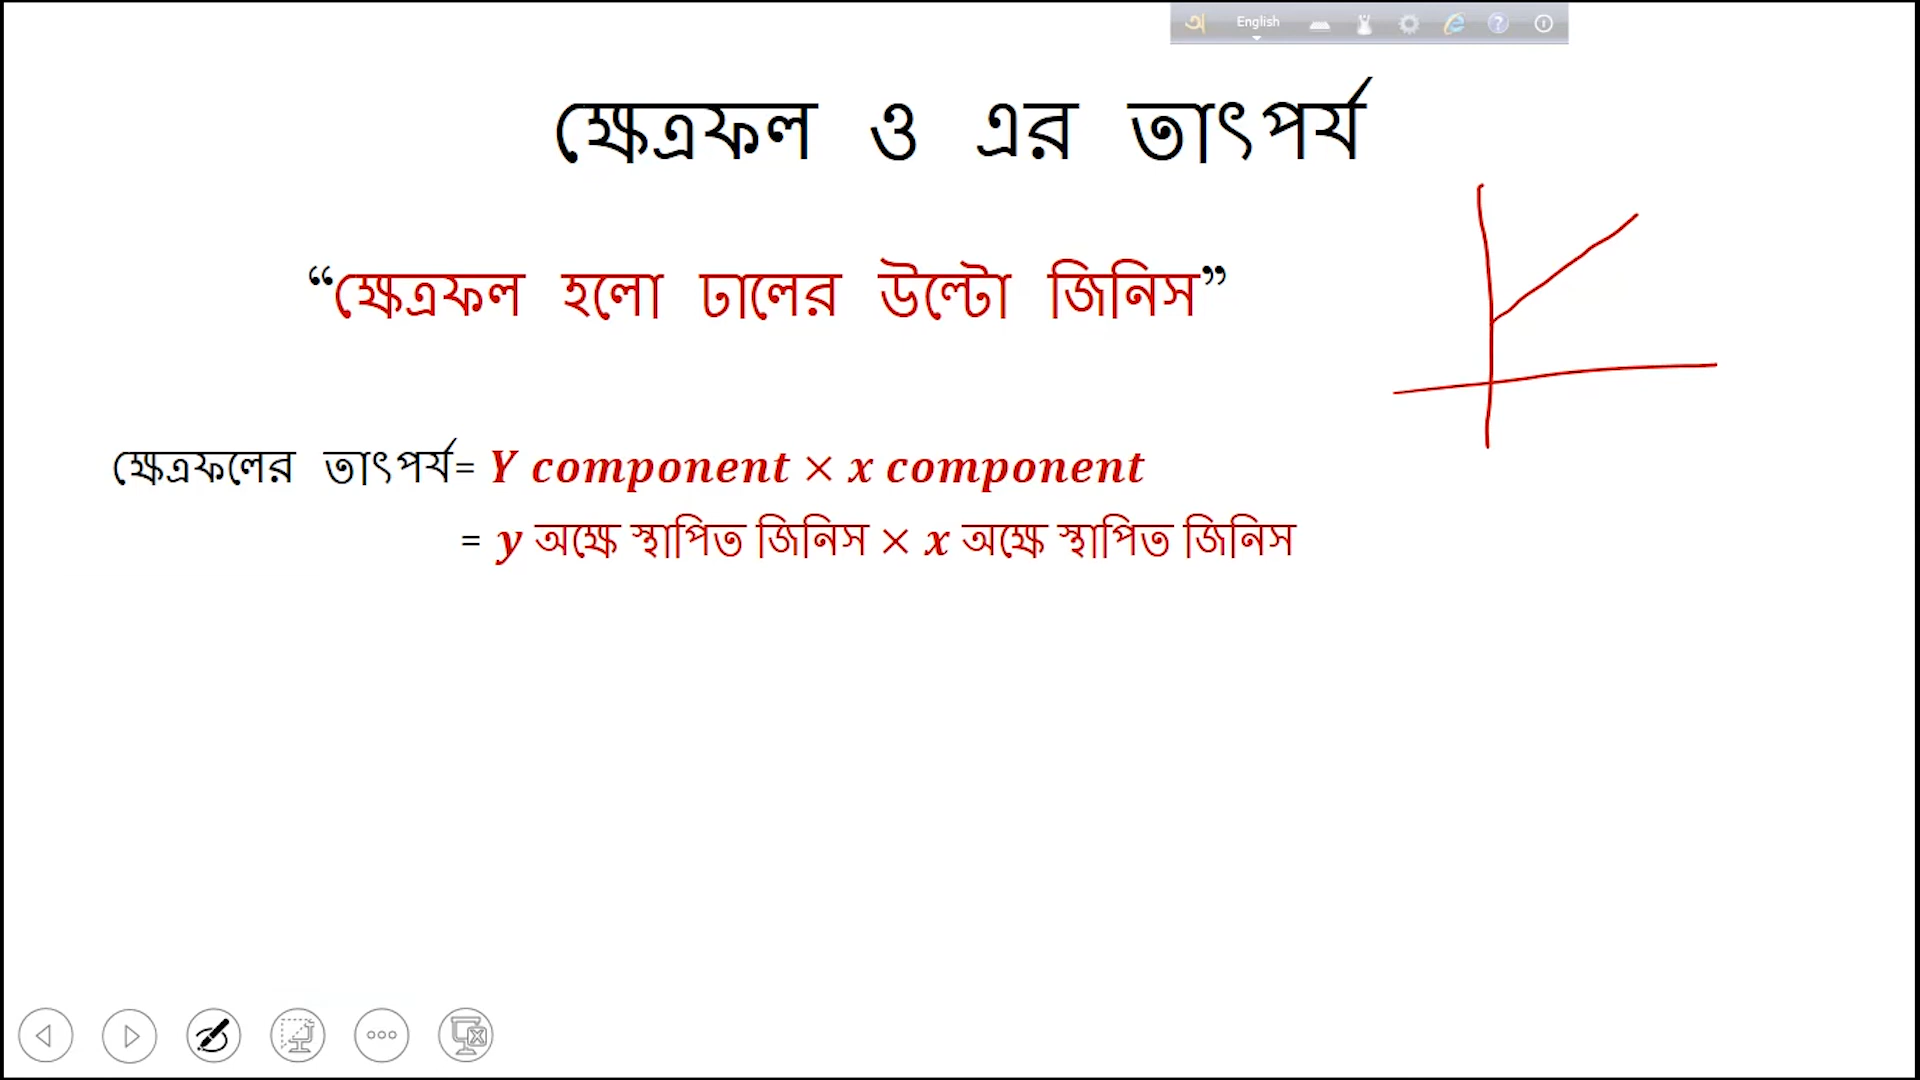 English
ক্ষেত্রফল ও এর তাৎপর্য
“ক্ষেত্রফল হলো ঢালের উল্টো জিনিস”
ক্ষেত্রফলের তাৎপর্য= Y component × x component
= y অক্ষে স্থাপিত জিনিস × x অক্ষে স্থাপিত জিনিস